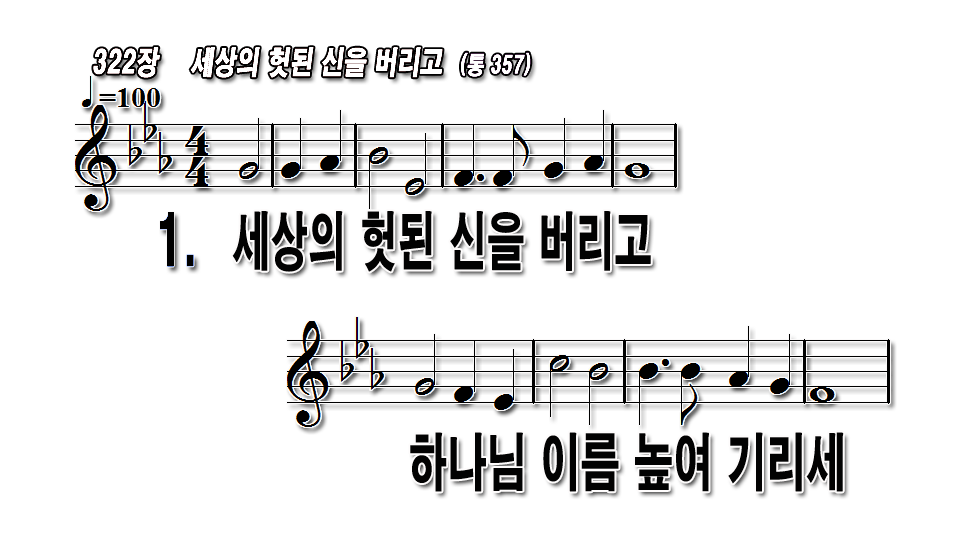 322장 세상의 헛된 신을 버리고 (통 357)
♩=100
1. 세상의 헛된 신을 버리고
하나님 이름 높여 기리세